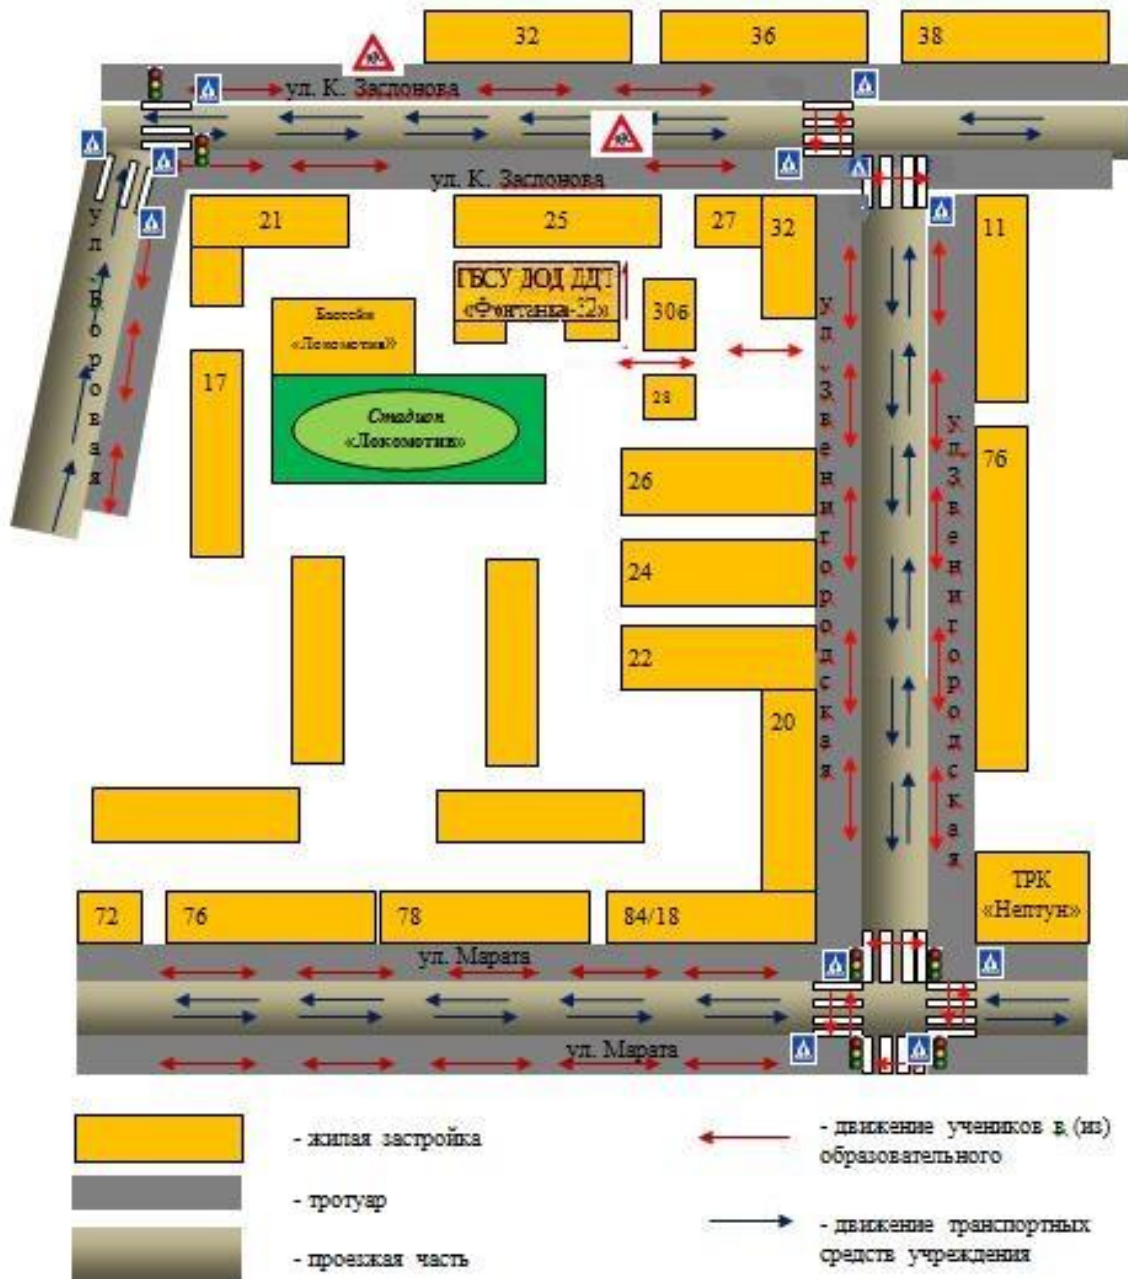 32
36
38
ул. К. Заслонова
ул. К. Заслонова
21
25
27
32
11
ГБСУ ДОД ДДТ
«Фонтанка-32»
30б
Бассейн
«Локомотив»
17
28
Стадион
«Локомотив»
ул. Боровая
ул. Звенигородская
ул. Звенигородская
26
76
24
22
20
ТРК
«Нептун»
72
76
78
84/18
ул. Марата
ул. Марата
- жилая застройка
- тротуар
- проезжая часть
- движение учеников в (из)
образовательного
- движение транспортных
средств учреждения